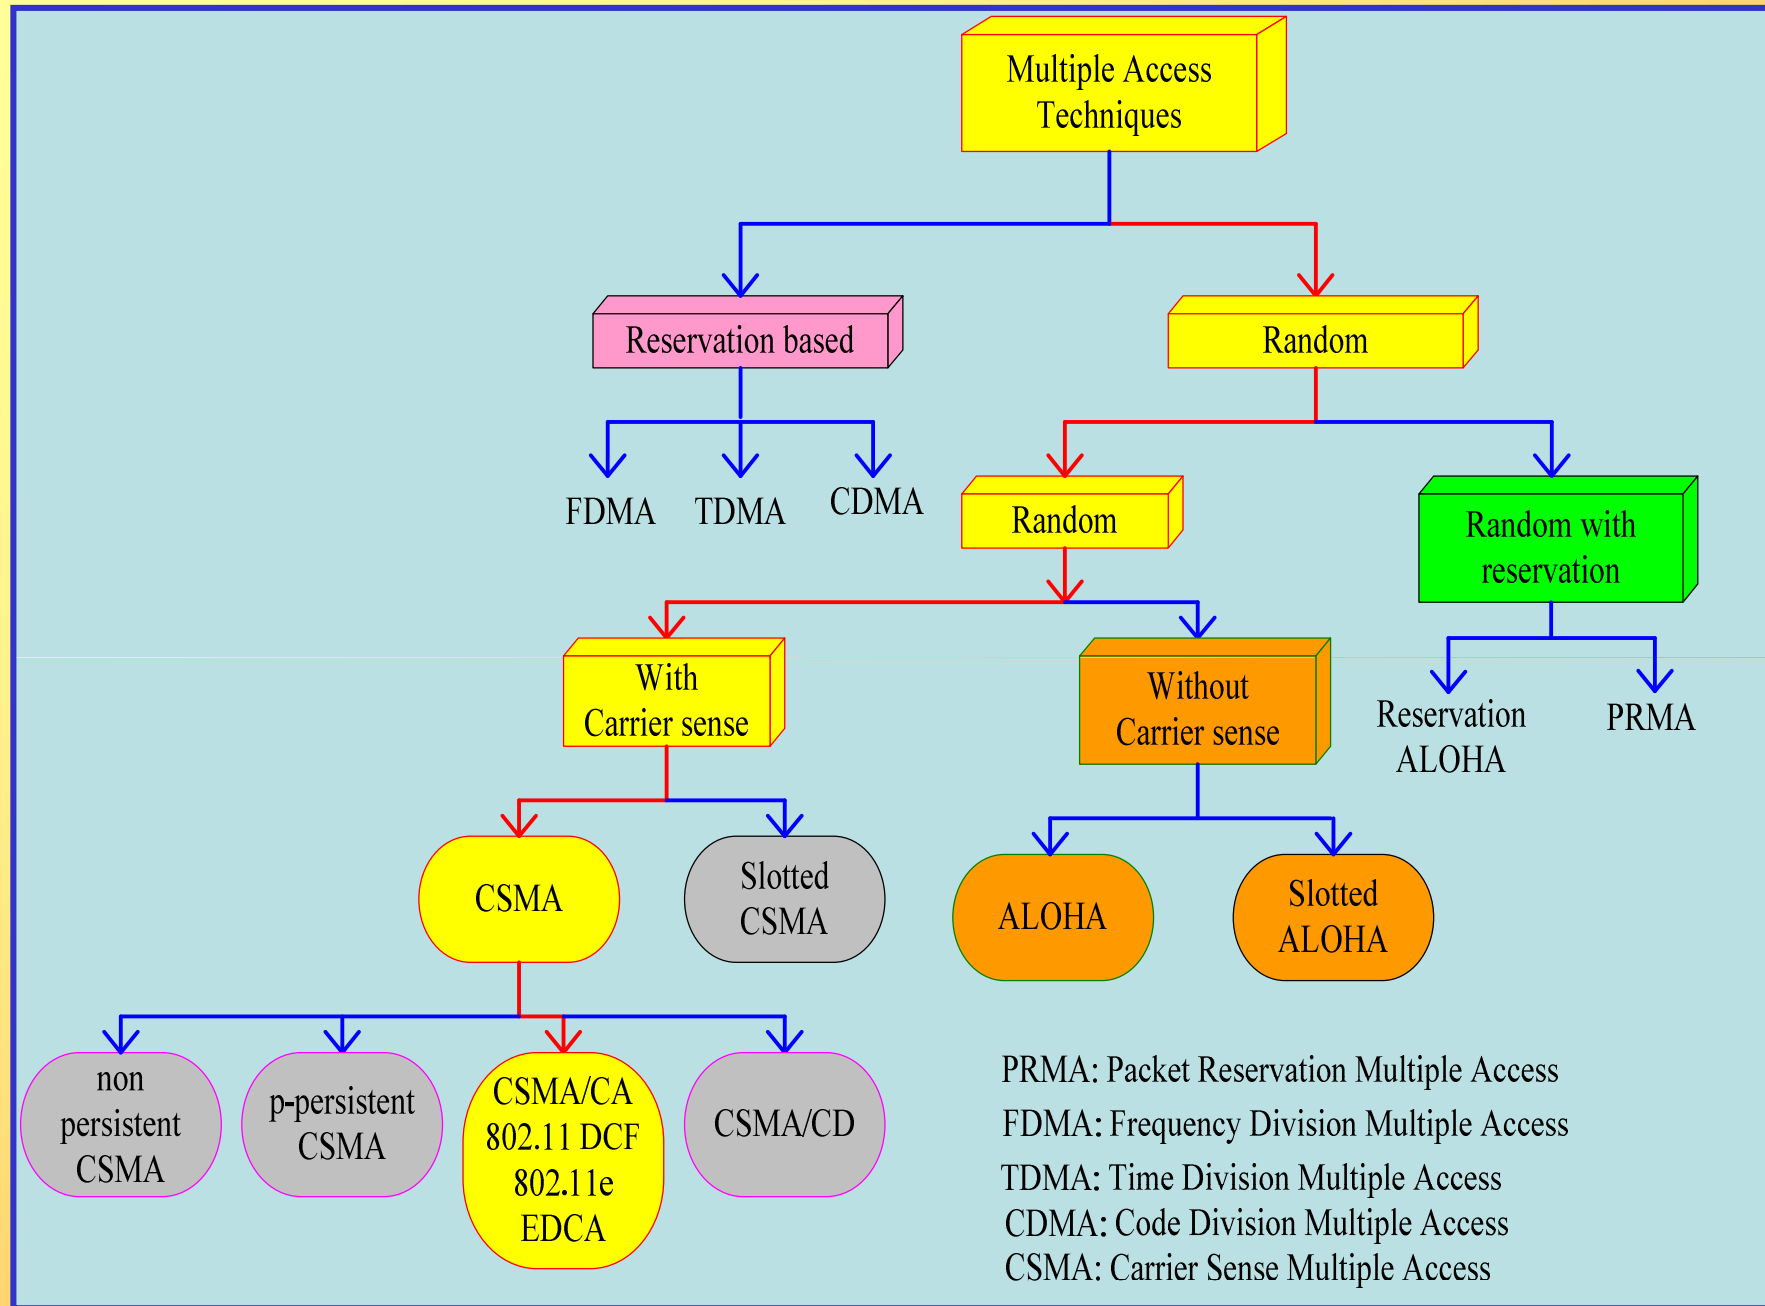 Multiple Access
Techniques
Reservation based
Random
FDMA
TDMA
CDMA
Random
Random with
reservation
With
Carrier sense
Without
Carrier sense
Reservation
ALOHA
PRMA
CSMA
Slotted
CSMA
ALOHA
Slotted
ALOHA
non
persistent
CSMA
p-persistent
CSMA
CSMA/CA
802.11 DCF
802.11e
EDCA
CSMA/CD
PRMA: Packet Reservation Multiple Access
FDMA: Frequency Division Multiple Access
TDMA: Time Division Multiple Access
CDMA: Code Division Multiple Access
CSMA: Carrier Sense Multiple Access